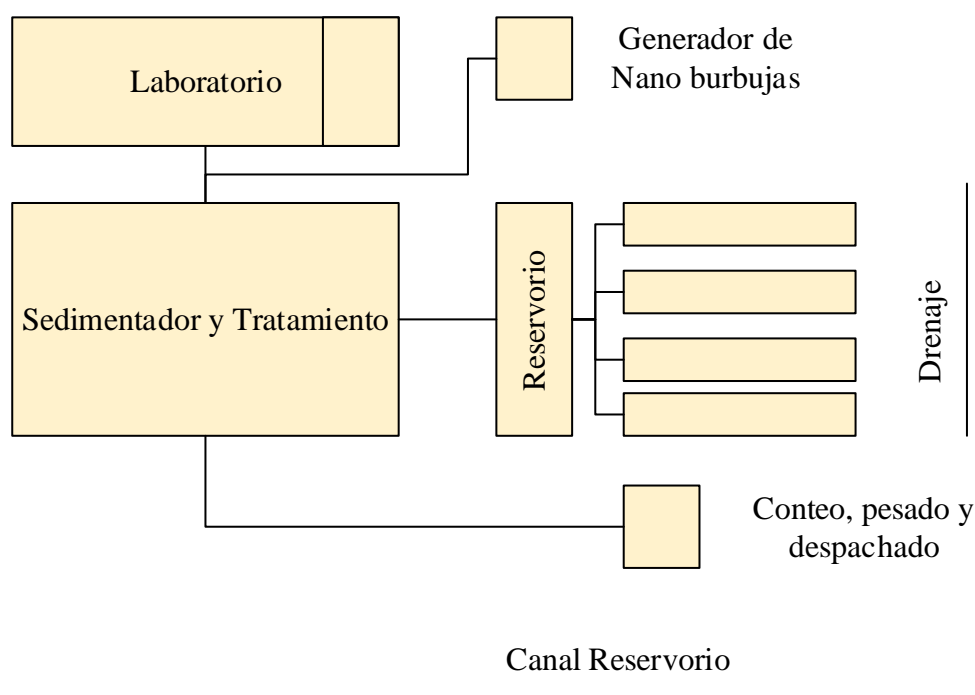 Laboratorio
Generador de
Nano burbujas
Sedimentador y Tratamiento
Reservorio
Drenaje
Conteo, pesado y
despachado
Canal Reservorio